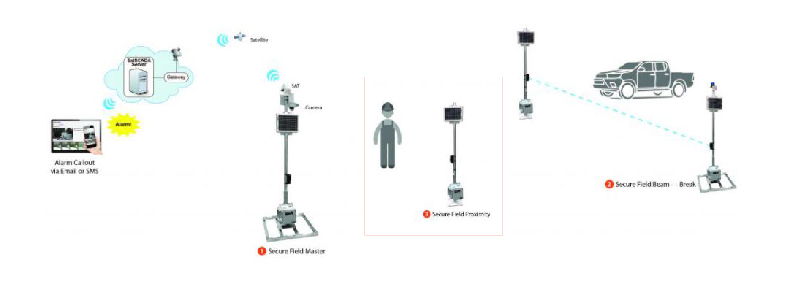 Satellite
SatSCADA
Server
Gateway
SAT
Camera
Alarm
Alarm Callout
via Email or SMS
1 Secure Field Master
3 Secure Field Proximity
2 Secure Field Beam Break